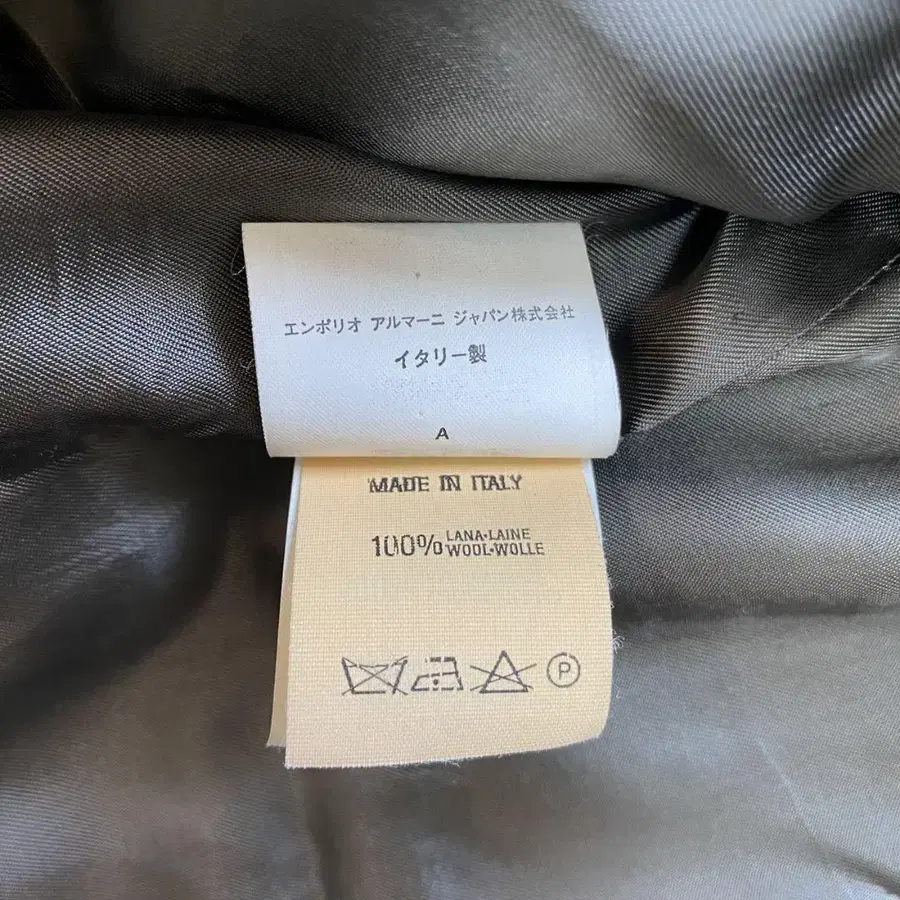 エンポリオ アルマーニ ジャパン株式会社
イタリー製
A
MADE IN ITALY
100% LANA•LAINE
WOOL•WOLLE
P